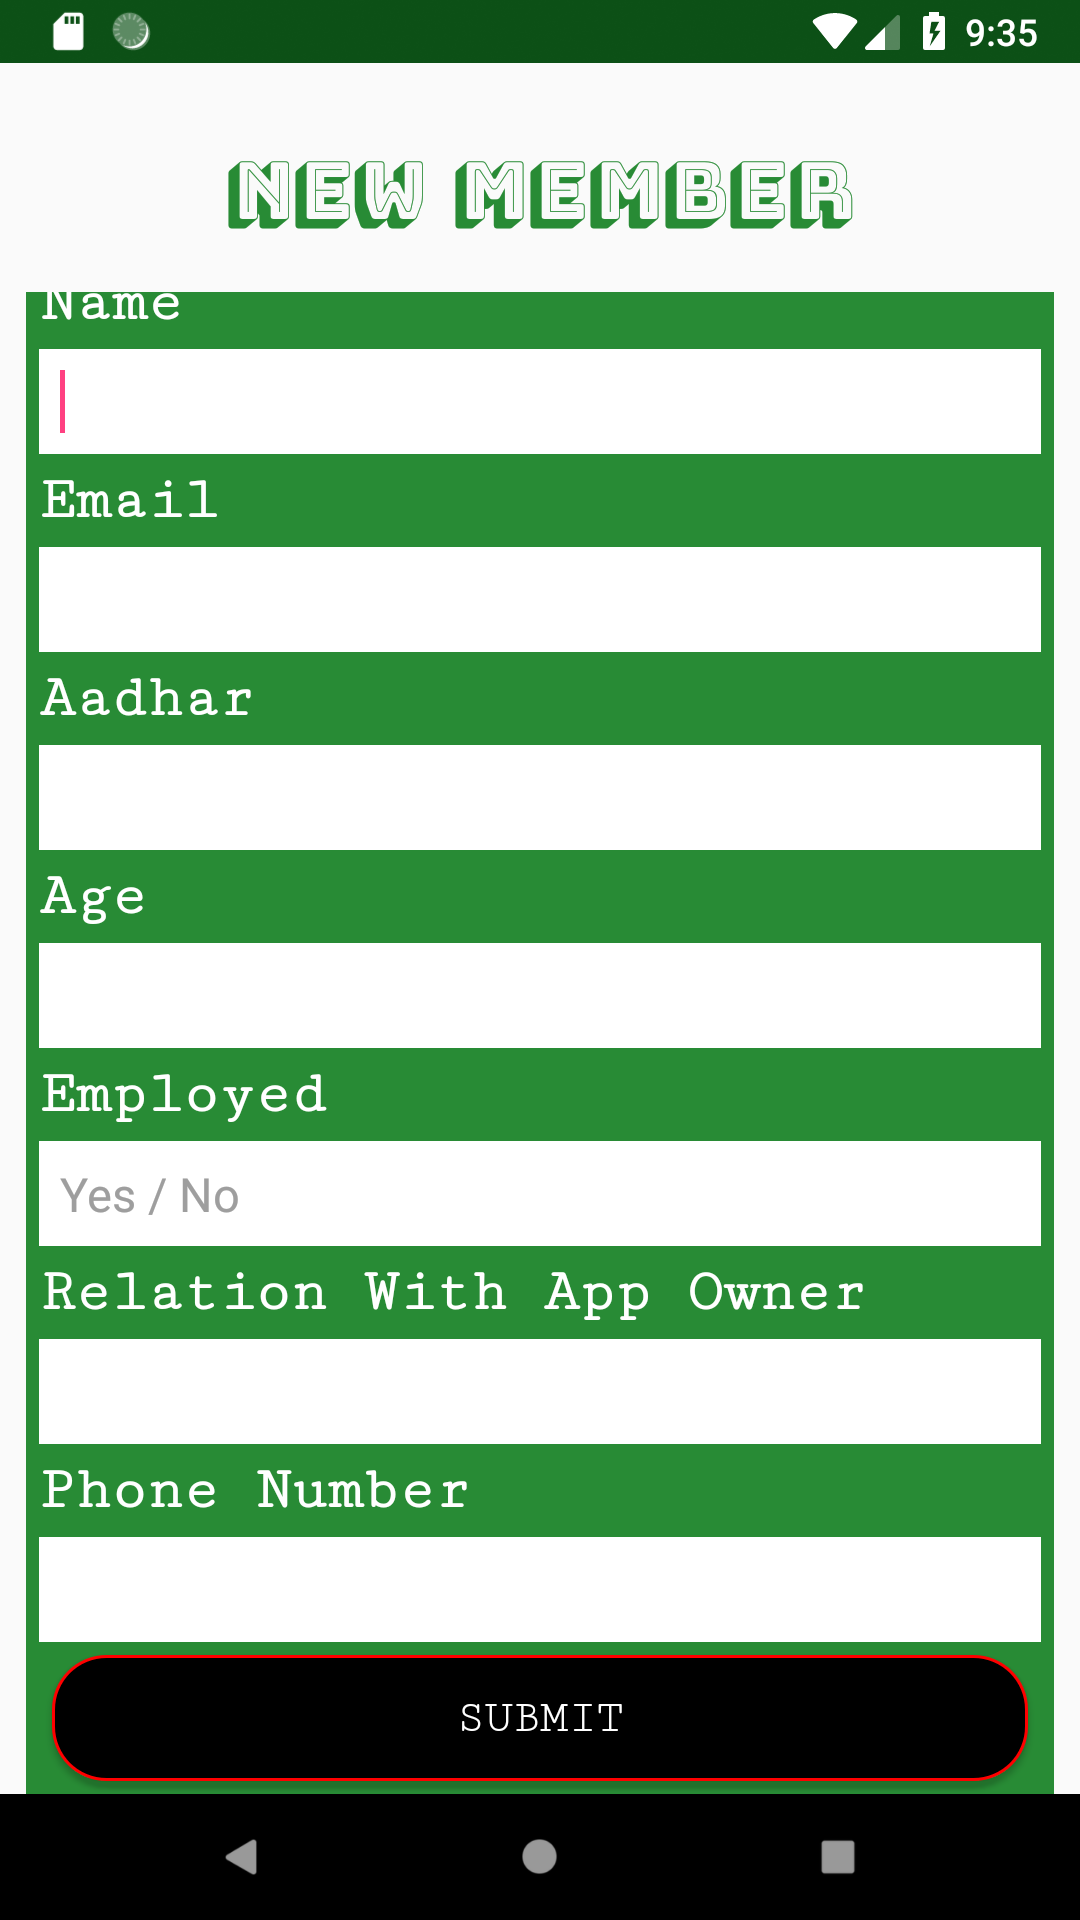 9:35
NEW MEMBER
Name
Email
Aadhar
Age
Employed
Yes / No
Relation With App Owner
Phone Number
SUBMIT